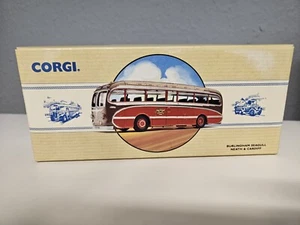 CORGI.
BURLINGHAM SEAGULL
NEATH & CARDIFF